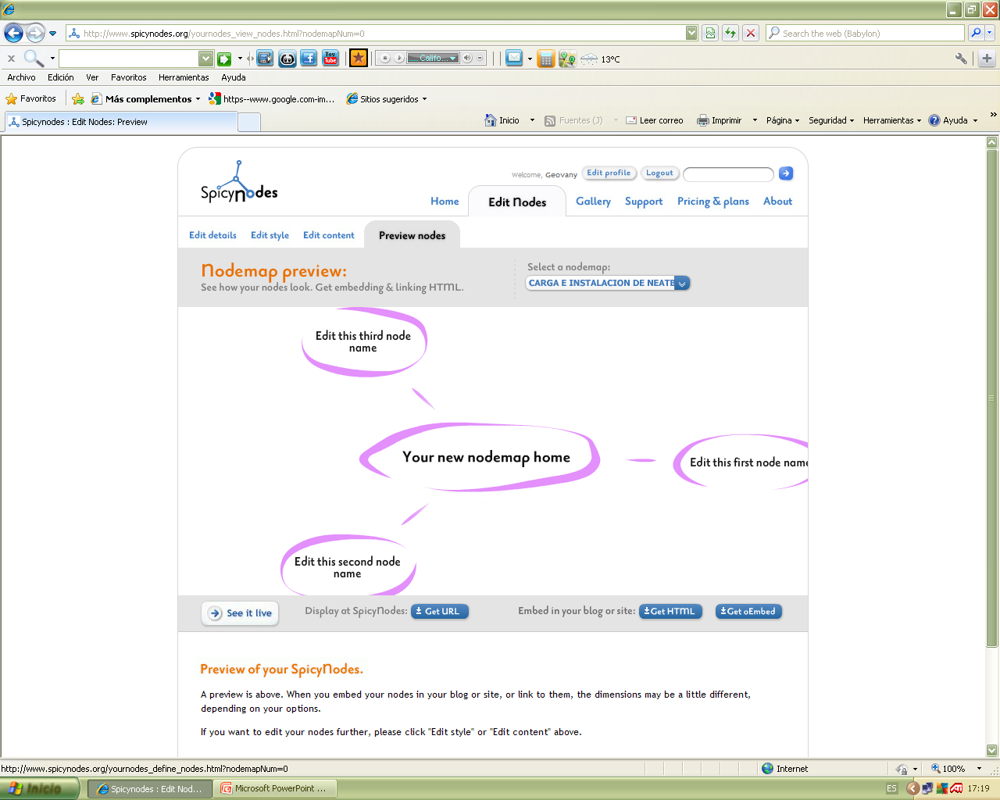 http://www.spicynodes.org/yournodes_view_nodes.html?nodemapNum=0
Search the web (Babylon)
You Tube
Califo...
13ºC
Archivo Edición Ver Favoritos Herramientas Ayuda
Favoritos Más complementos https--www.google.com-im... Sitios sugeridos
Spicynodes : Edit Nodes: Preview
Inicio Fuentes (J) Leer correo Imprimir Página Seguridad Herramientas Ayuda
Welcome, Geovany Edit profile Logout
SpicyNodes
Home Edit Nodes Gallery Support Pricing & plans About
Edit details Edit style Edit content Preview nodes
Nodemap preview:
See how your nodes look. Get embedding & linking HTML.
Select a nodemap:
CARGA E INSTALACION DE NEATB
Edit this third node
name
Your new nodemap home
Edit this first node name
Edit this second node
name
See it live
Display at SpicyNodes: Get URL
Embed in your blog or site: Get HTML Get oEmbed
Preview of your SpicyNodes.
A preview is above. When you embed your nodes in your blog or site, or link to them, the dimensions may be a little different,
depending on your options.
If you want to edit your nodes further, please click "Edit style" or "Edit content" above.
http://www.spicynodes.org/yournodes_define_nodes.html?nodemapNum=0
Internet
100%
Inicio
Spicynodes : Edit Nod...
Microsoft PowerPoint ...
ES
17:19